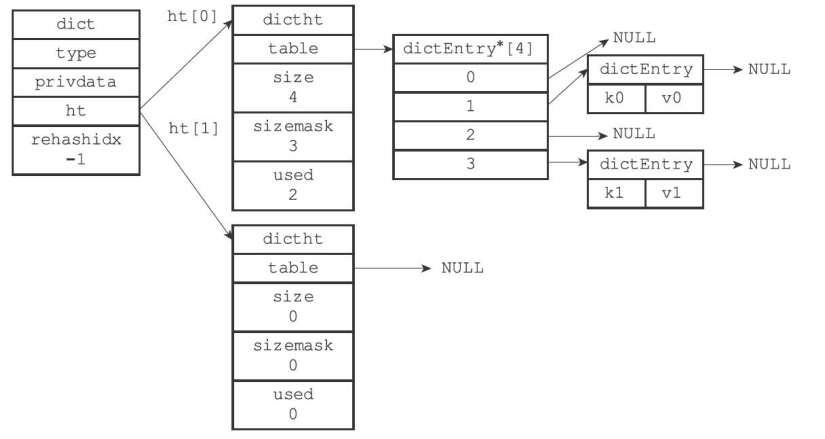 dict
type
privdata
ht
rehashidx
-1
ht[0]
ht[1]
dictht
table
size
4
sizemask
3
used
2
dictEntry*[4]
0
1
2
3
NULL
dictEntry
NULL
k0 v0
NULL
dictEntry
NULL
k1 v1
dictht
table
NULL
size
0
sizemask
0
used
0